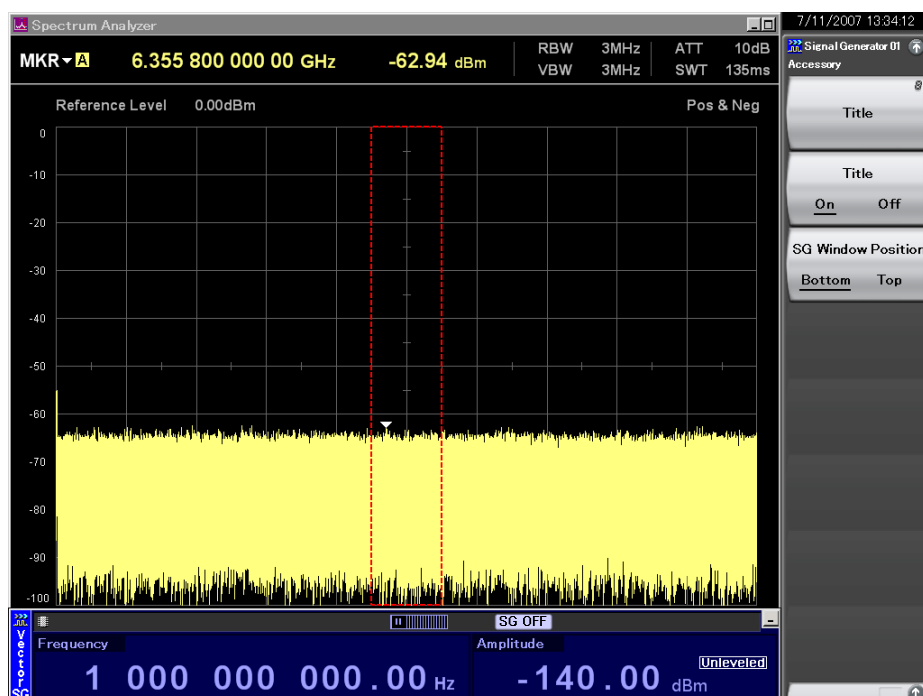 Spectrum Analyzer
7/11/2007 13:34:12
MKR A 6.355 800 000 00 GHz -62.94 dBm
RBW 3MHz ATT 10dB
VBW 3MHz SWT 135ms
Signal Generator 01
Accessory
8
Title
Title
On Off
SG Window Position
Bottom Top
Reference Level 0.00dBm Pos & Neg
0
-10
-20
-30
-40
-50
-60
-70
-80
-90
-100
Vector SG
SG OFF
Frequency Amplitude
1 000 000 000.00 Hz -140.00 dBm
Unleveled